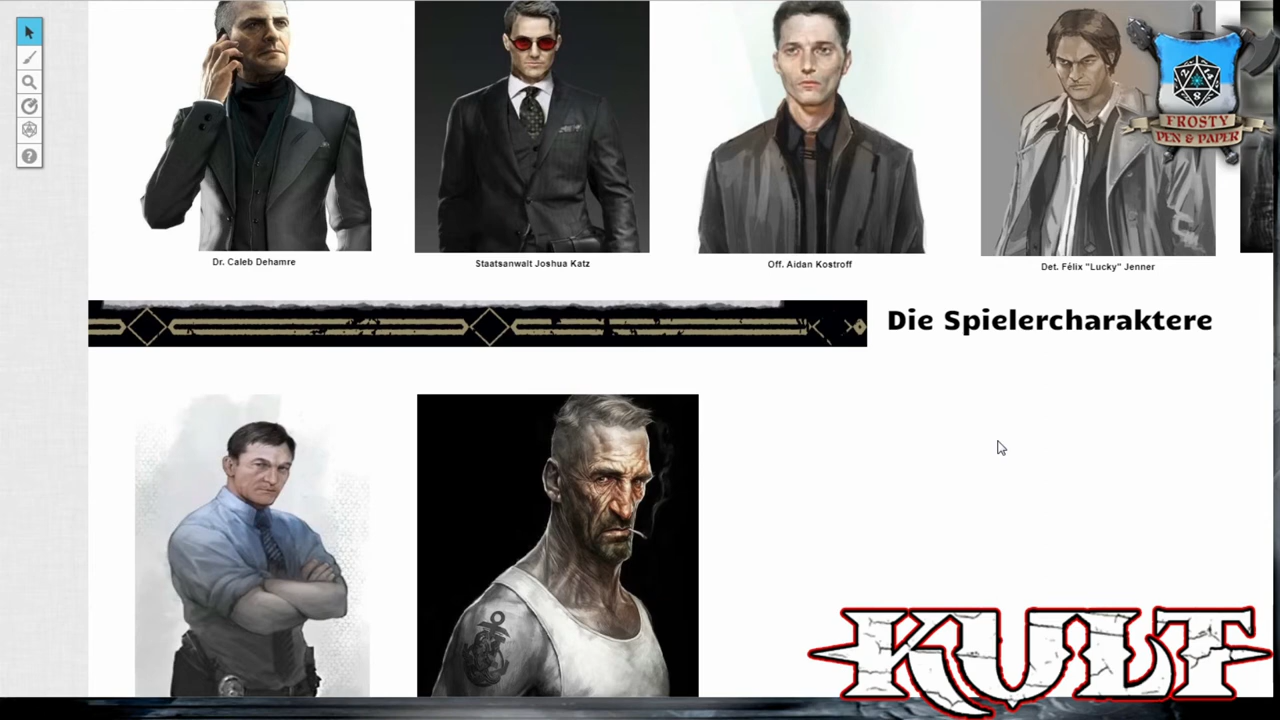 Dr. Caleb Dehamre
Staatsanwalt Joshua Katz
Off. Aidan Kostroff
Det. Félix "Lucky" Jenner
FROSTY
PEN & PAPER
Die Spielercharaktere
KULT